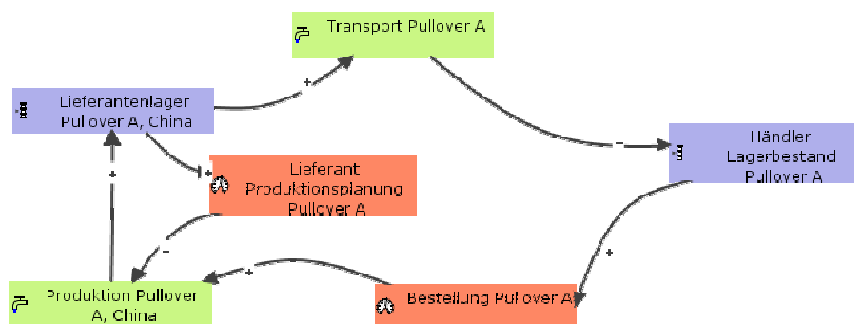 Transport Pullover A
+
Lieferantenlager
Pullover A, China
-
Händler
Lagerbestand
Pullover A
+
Lieferant
Produktionsplanung
Pullover A
+
-
+
Produktion Pullover
A, China
+
-
Bestellung Pullover A